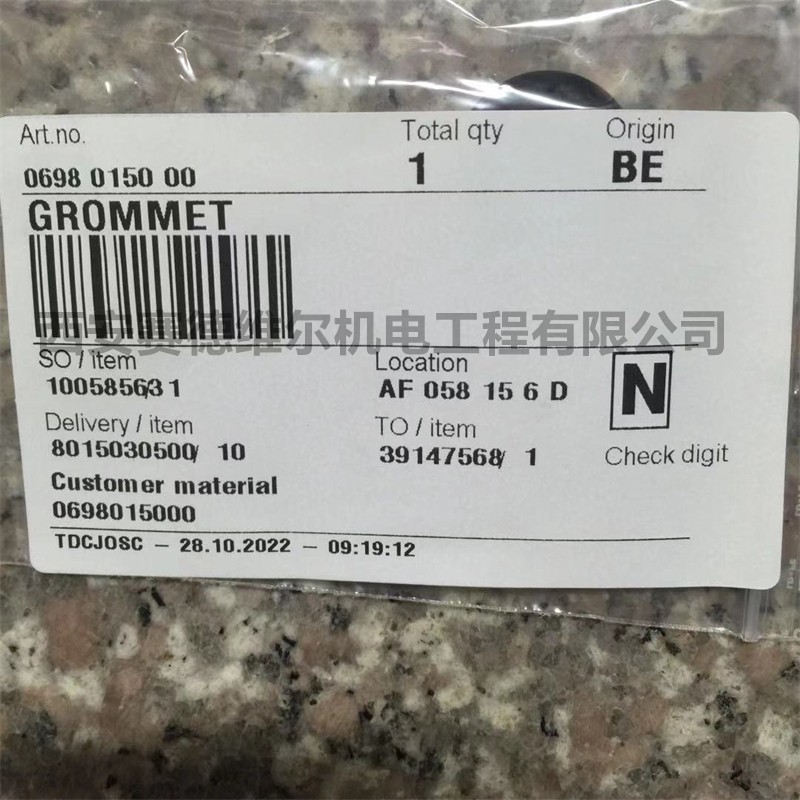 Art.no. Total qty Origin
0698 0150 00 1 BE
GROMMET
西安赛德维尔机电工程有限公司
SO / item Location
100585631 AF 058 15 6 D N
Delivery / item TO / item
8015030500/ 10 39147568/ 1 Check digit
Customer material
0698015000
TDCJOSC – 28.10.2022 – 09:19:12